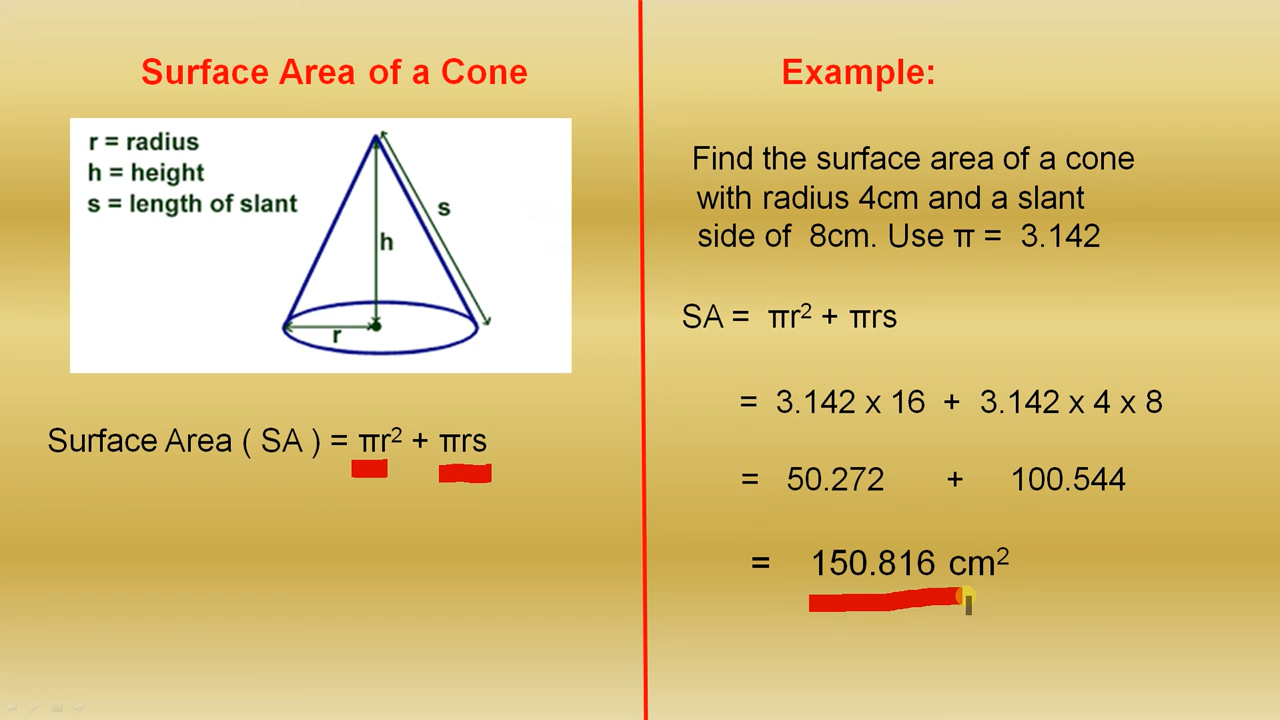 Surface Area of a Cone
r = radius
h = height
s = length of slant
s
h
r
Surface Area ( SA ) = πr² + πrs
Example:
Find the surface area of a cone
with radius 4cm and a slant
side of 8cm. Use π = 3.142
SA = πr² + πrs
= 3.142 x 16 + 3.142 x 4 x 8
= 50.272 + 100.544
= 150.816 cm²